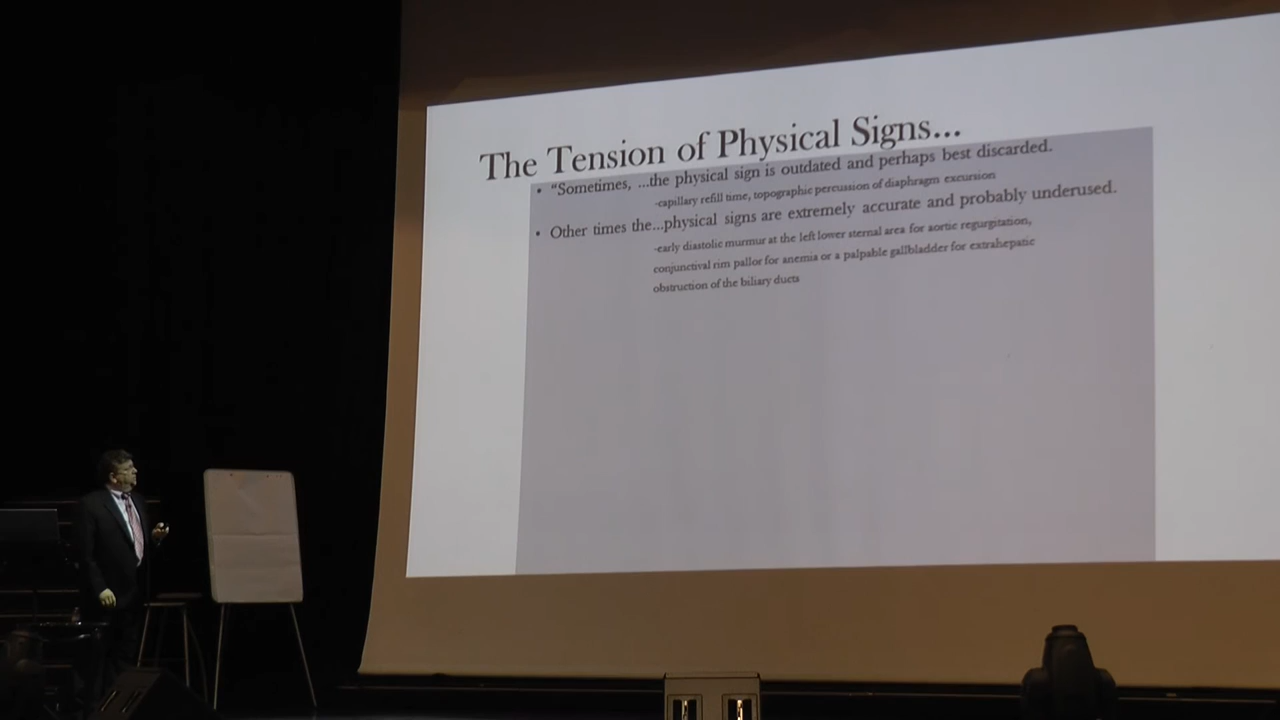 The Tension of Physical Signs...
• "Sometimes, ...the physical sign is outdated and perhaps best discarded.
-capillary refill time, topographic percussion of diaphragm excursion
• Other times the...physical signs are extremely accurate and probably underused.
-early diastolic murmur at the left lower sternal area for aortic regurgitation,
conjunctival rim pallor for anemia or a palpable gallbladder for extrahepatic
obstruction of the biliary ducts